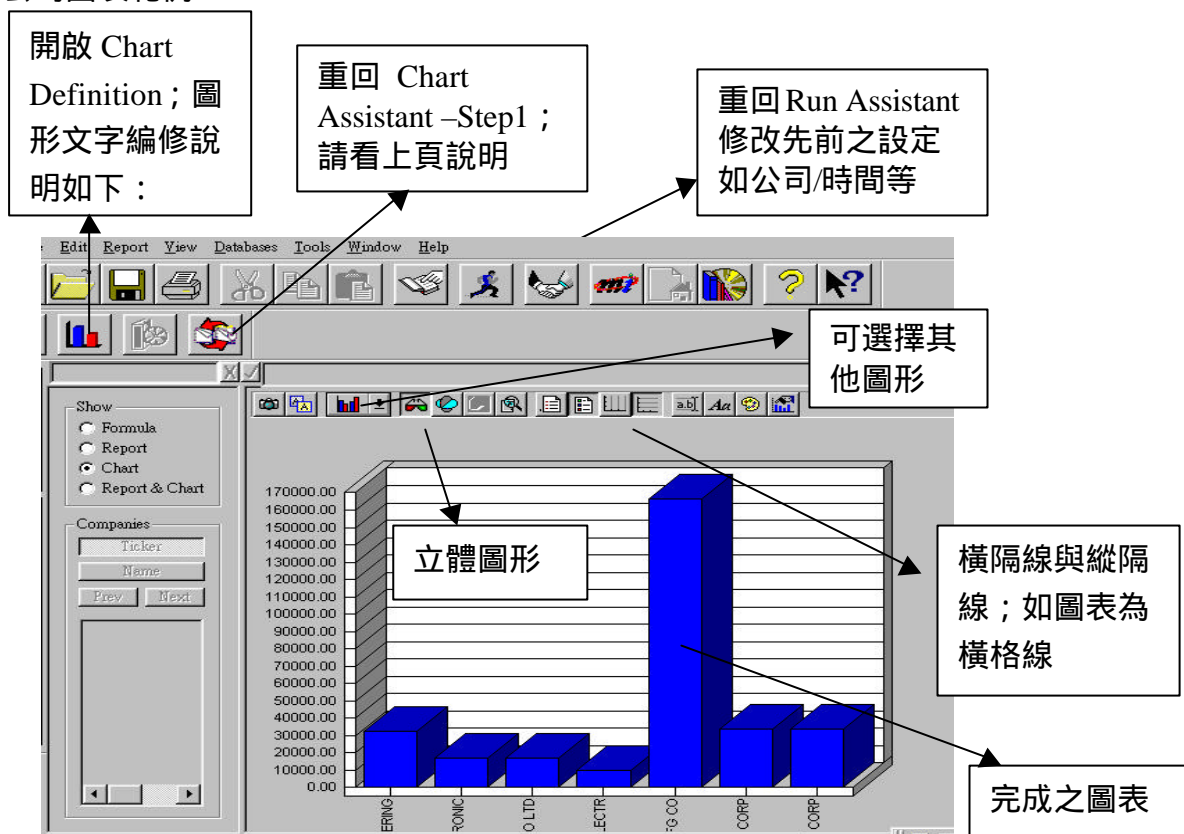 開啟 Chart
Definition；圖
形文字編修說
明如下：
重回 Chart
Assistant –Step1；
請看上頁說明
重回 Run Assistant
修改先前之設定
如公司/時間等
Edit Report View Databases Tools Window Help
可選擇其
他圖形
Show
Formula
Report
Chart
Report & Chart
Companies
Ticker
Name
Prev Next
170000.00
160000.00
150000.00
140000.00
130000.00
120000.00
110000.00
100000.00
90000.00
80000.00
70000.00
60000.00
50000.00
40000.00
30000.00
20000.00
10000.00
0.00
立體圖形
橫隔線與縱隔
線；如圖表為
橫格線
完成之圖表
ERING
RONIC
O LTD
LECTR
FG CO
CORP
CORP